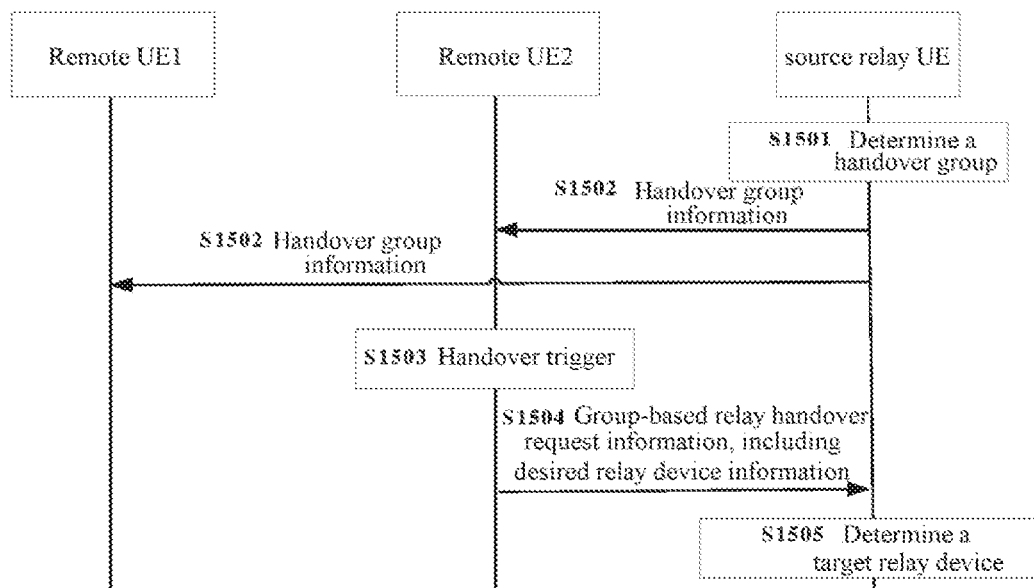 Remote UE1
Remote UE2
source relay UE
S1501 Determine a
handover group
S1502 Handover group
information
S1502 Handover group
information
S1503 Handover trigger
S1504 Group-based relay handover
request information, including
desired relay device information
S1505 Determine a
target relay device